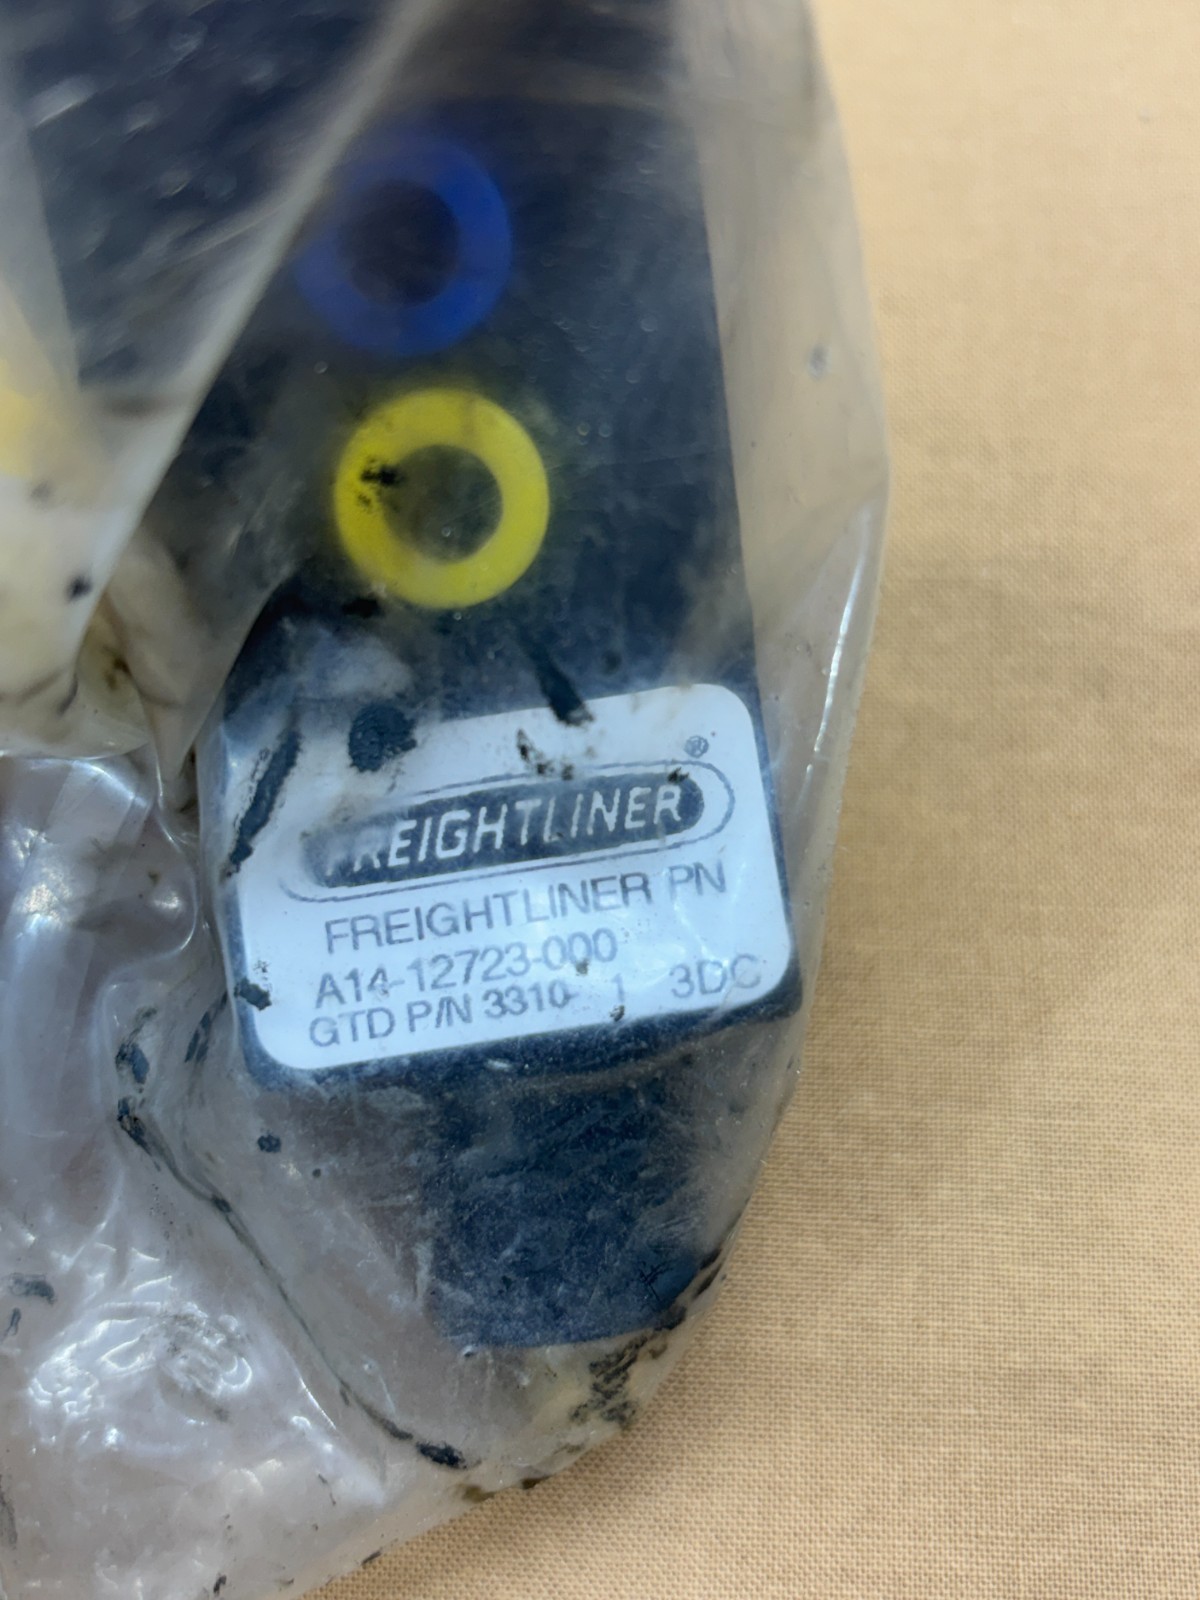 ®
FREIGHTLINER
FREIGHTLINER PN
A14-12723-000
GTD P/N 3310- 1 3DC